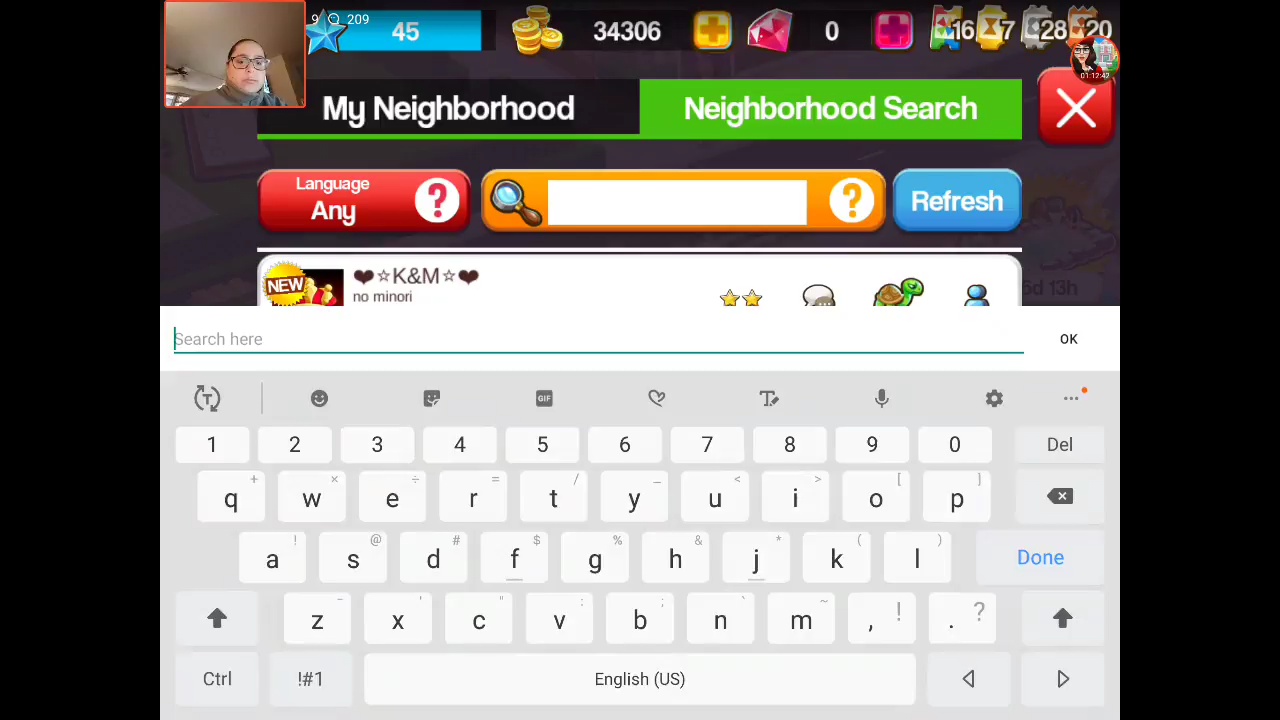 9 209
45
34306
0
16 7 28 20
01:12:42
My Neighborhood
Neighborhood Search
Language
Any
?
?
Refresh
NEW
❤☆K&M☆❤
no minori
6d 13h
Search here
OK
T
GIF
T
1 2 3 4 5 6 7 8 9 0 Del
+ × ÷ = / _ < > [ ]
q w e r t y u i o p
! @ # $ % & * ( )
a s d f g h j k l Done
- ' " : ; ` ~ ! ?
z x c v b n m , .
Ctrl !#1 English (US)